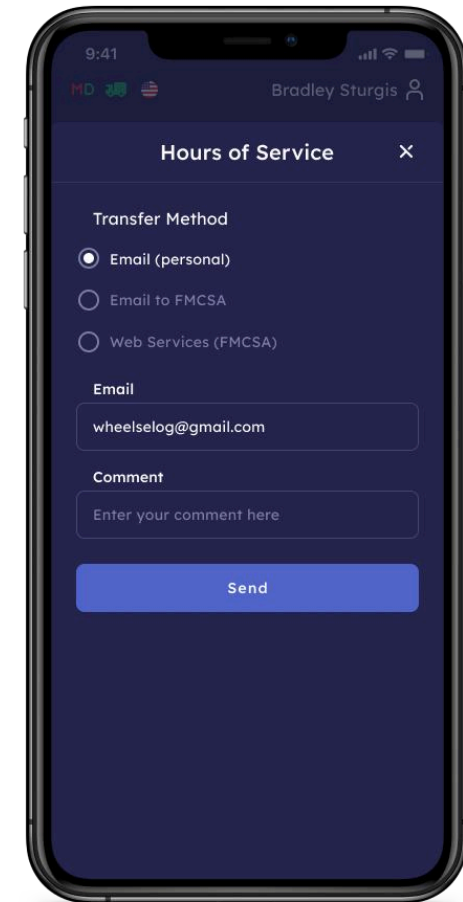 9:41
MD
Bradley Sturgis
Hours of Service
Transfer Method
Email (personal)
Email to FMCSA
Web Services (FMCSA)
Email
wheelselog@gmail.com
Comment
Enter your comment here
Send